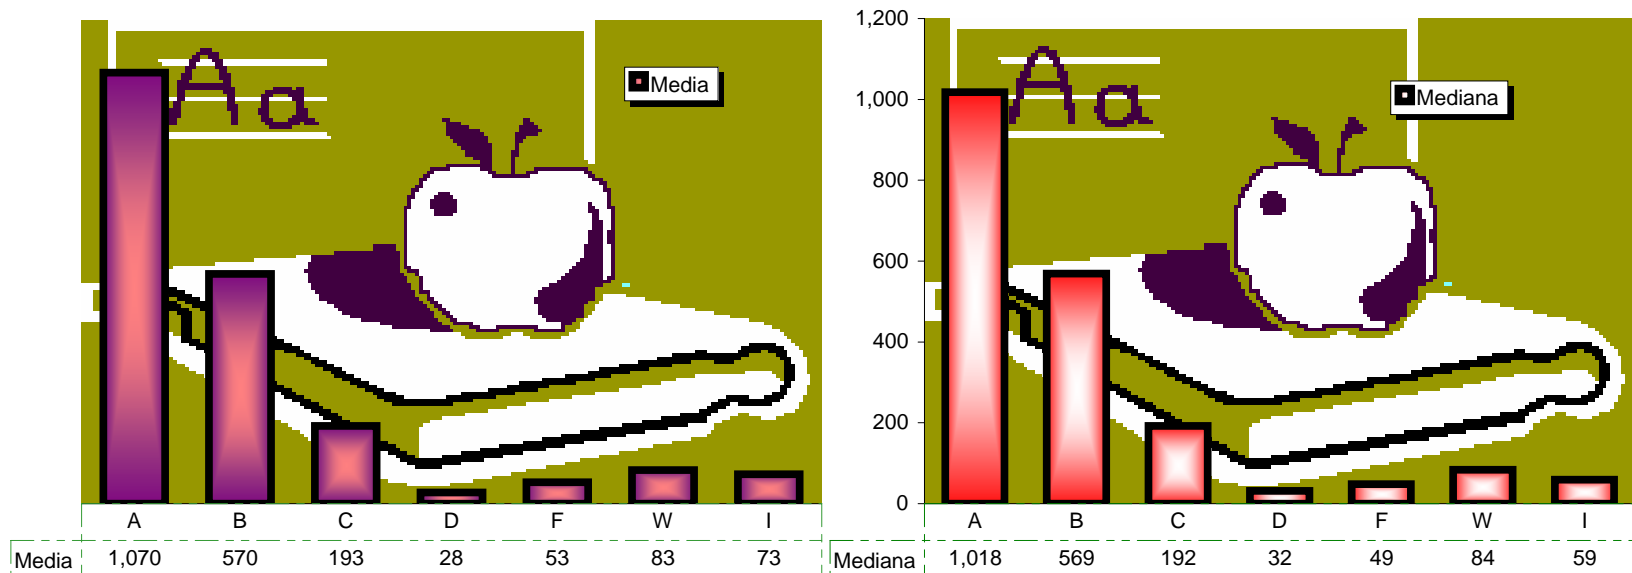 Aa
Media
A B C D F W I
Media 1,070 570 193 28 53 83 73
1,200
1,000
800
600
400
200
0
Aa
Mediana
A B C D F W I
Mediana 1,018 569 192 32 49 84 59